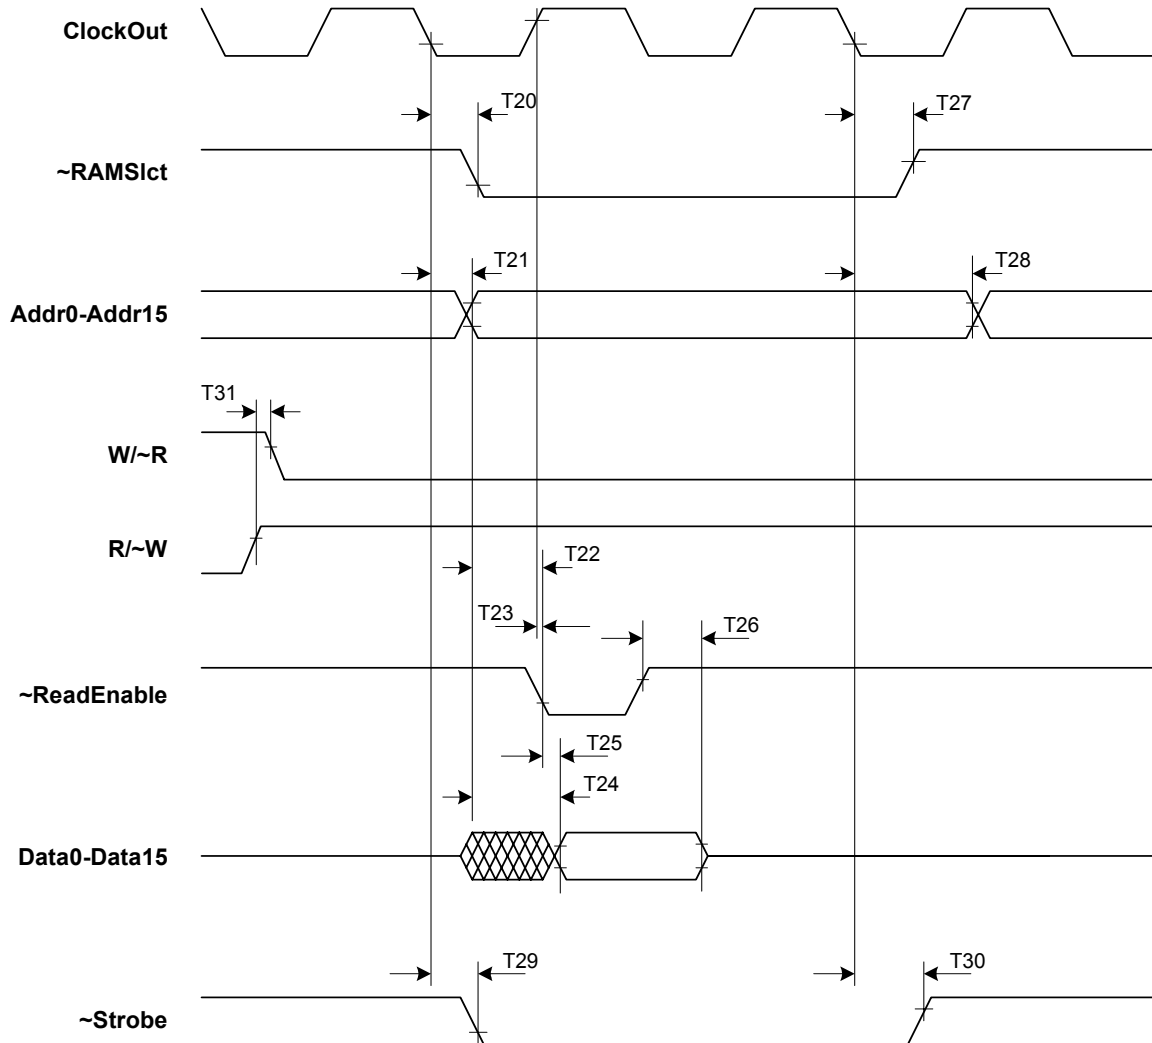 ClockOut
T20
T27
~RAMSlct
T21
T28
Addr0-Addr15
T31
W/~R
R/~W
T22
T23
T26
~ReadEnable
T25
T24
Data0-Data15
T29
T30
~Strobe